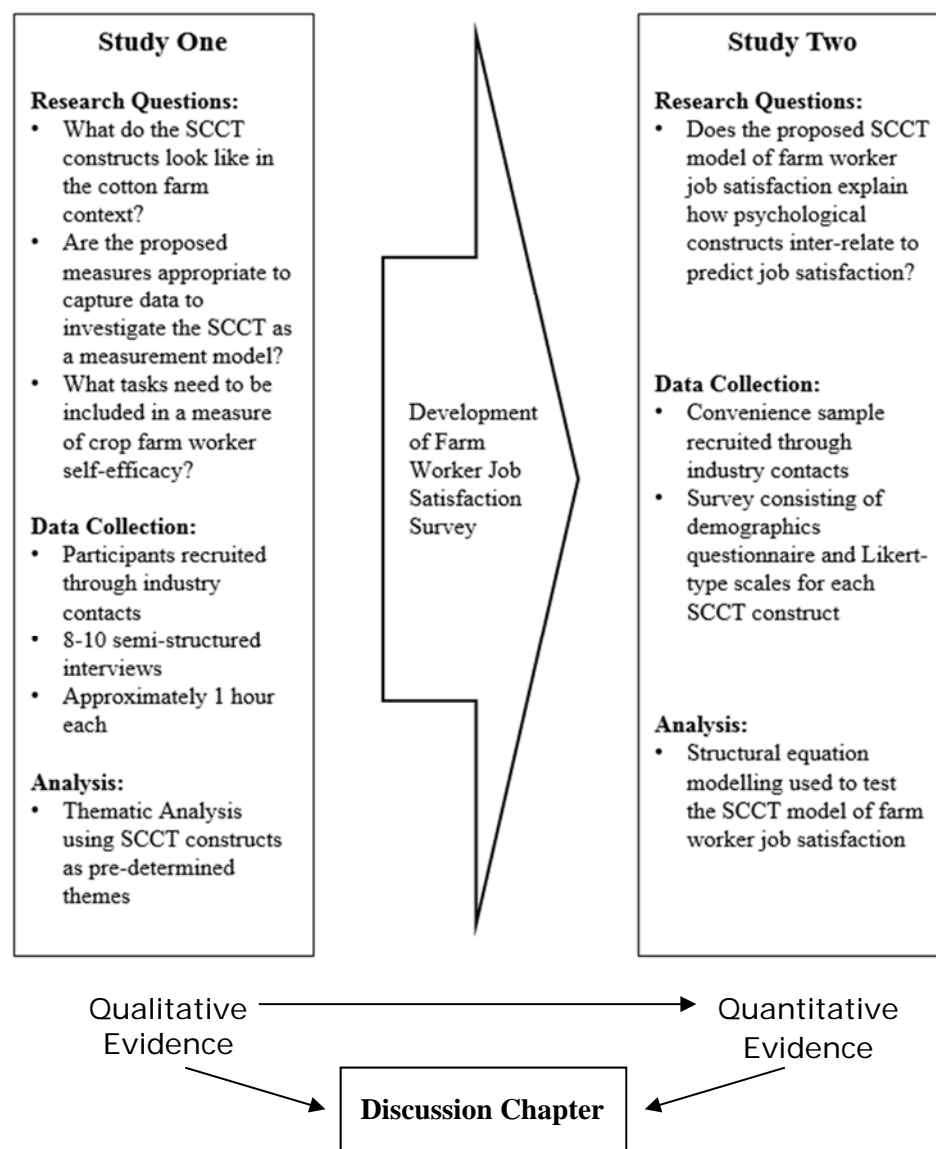 Study One
Research Questions:
• What do the SCCT
constructs look like in
the cotton farm
context?
• Are the proposed
measures appropriate to
capture data to
investigate the SCCT as
a measurement model?
• What tasks need to be
included in a measure
of crop farm worker
self-efficacy?
Data Collection:
• Participants recruited
through industry
contacts
• 8-10 semi-structured
interviews
• Approximately 1 hour
each
Analysis:
• Thematic Analysis
using SCCT constructs
as pre-determined
themes
Development
of Farm
Worker Job
Satisfaction
Survey
Study Two
Research Questions:
• Does the proposed SCCT
model of farm worker
job satisfaction explain
how psychological
constructs inter-relate to
predict job satisfaction?
Data Collection:
• Convenience sample
recruited through
industry contacts
• Survey consisting of
demographics
questionnaire and Likert-
type scales for each
SCCT construct
Analysis:
• Structural equation
modelling used to test
the SCCT model of farm
worker job satisfaction
Qualitative
Evidence
Quantitative
Evidence
Discussion Chapter